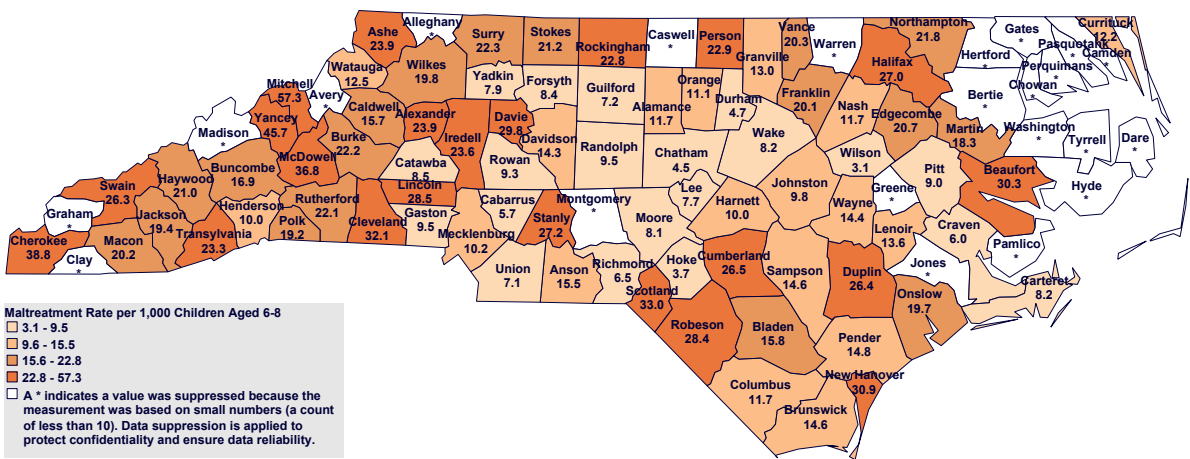 Ashe
23.9
Alleghany
*
Surry
22.3
Stokes
21.2
Rockingham
22.8
Caswell
*
Person
22.9
Granville
13.0
Vance
20.3
Warren
*
Northampton
21.8
Halifax
27.0
Hertford
*
Gates
*
Pasquotank
*
Currituck
12.2
Camden
*
Perquimans
*
Chowan
*
Bertie
*
Watauga
12.5
Wilkes
19.8
Yadkin
7.9
Forsyth
8.4
Guilford
7.2
Alamance
11.7
Orange
11.1
Durham
4.7
Franklin
20.1
Nash
11.7
Edgecombe
20.7
Martin
18.3
Washington
*
Tyrrell
*
Dare
*
Mitchell
57.3
Avery
*
Caldwell
15.7
Alexander
23.9
Iredell
23.6
Davie
29.8
Davidson
14.3
Randolph
9.5
Chatham
4.5
Wake
8.2
Wilson
3.1
Pitt
9.0
Beaufort
30.3
Hyde
*
Madison
*
Yancey
45.7
McDowell
36.8
Burke
22.2
Catawba
8.5
Rowan
9.3
Lee
7.7
Johnston
9.8
Greene
*
Swain
26.3
Haywood
21.0
Buncombe
16.9
Rutherford
22.1
Lincoln
28.5
Cabarrus
5.7
Stanly
27.2
Montgomery
*
Moore
8.1
Harnett
10.0
Wayne
14.4
Lenoir
13.6
Craven
6.0
Pamlico
*
Graham
*
Jackson
19.4
Henderson
10.0
Polk
19.2
Cleveland
32.1
Gaston
9.5
Mecklenburg
10.2
Cherokee
38.8
Clay
*
Macon
20.2
Transylvania
23.3
Union
7.1
Anson
15.5
Richmond
6.5
Hoke
3.7
Cumberland
26.5
Sampson
14.6
Duplin
26.4
Jones
*
Onslow
19.7
Carteret
8.2
Scotland
33.0
Robeson
28.4
Bladen
15.8
Pender
14.8
New Hanover
30.9
Columbus
11.7
Brunswick
14.6
Maltreatment Rate per 1,000 Children Aged 6-8
3.1 - 9.5
9.6 - 15.5
15.6 - 22.8
22.8 - 57.3
A * indicates a value was suppressed because the
measurement was based on small numbers (a count
of less than 10). Data suppression is applied to
protect confidentiality and ensure data reliability.